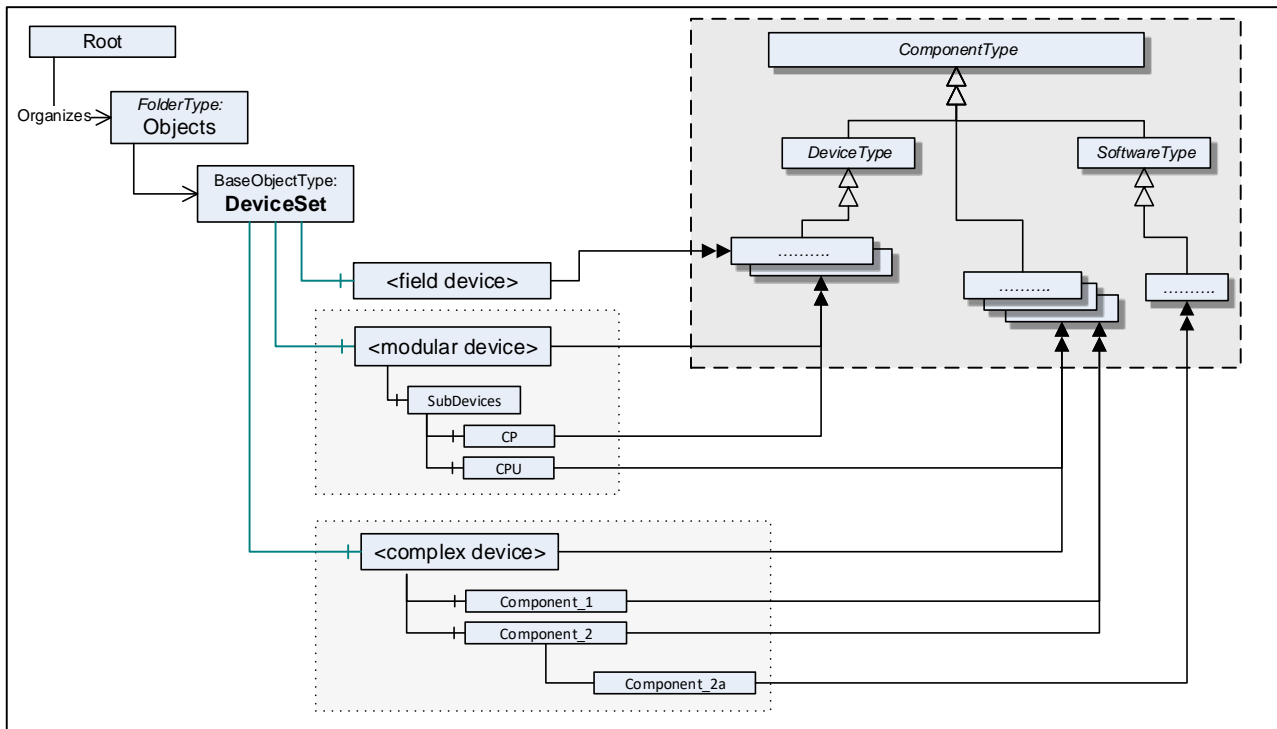 Root
Organizes
FolderType:
Objects
BaseObjectType:
DeviceSet
<field device>
<modular device>
SubDevices
CP
CPU
<complex device>
Component_1
Component_2
Component_2a
ComponentType
DeviceType
SoftwareType
..........
..........
..........